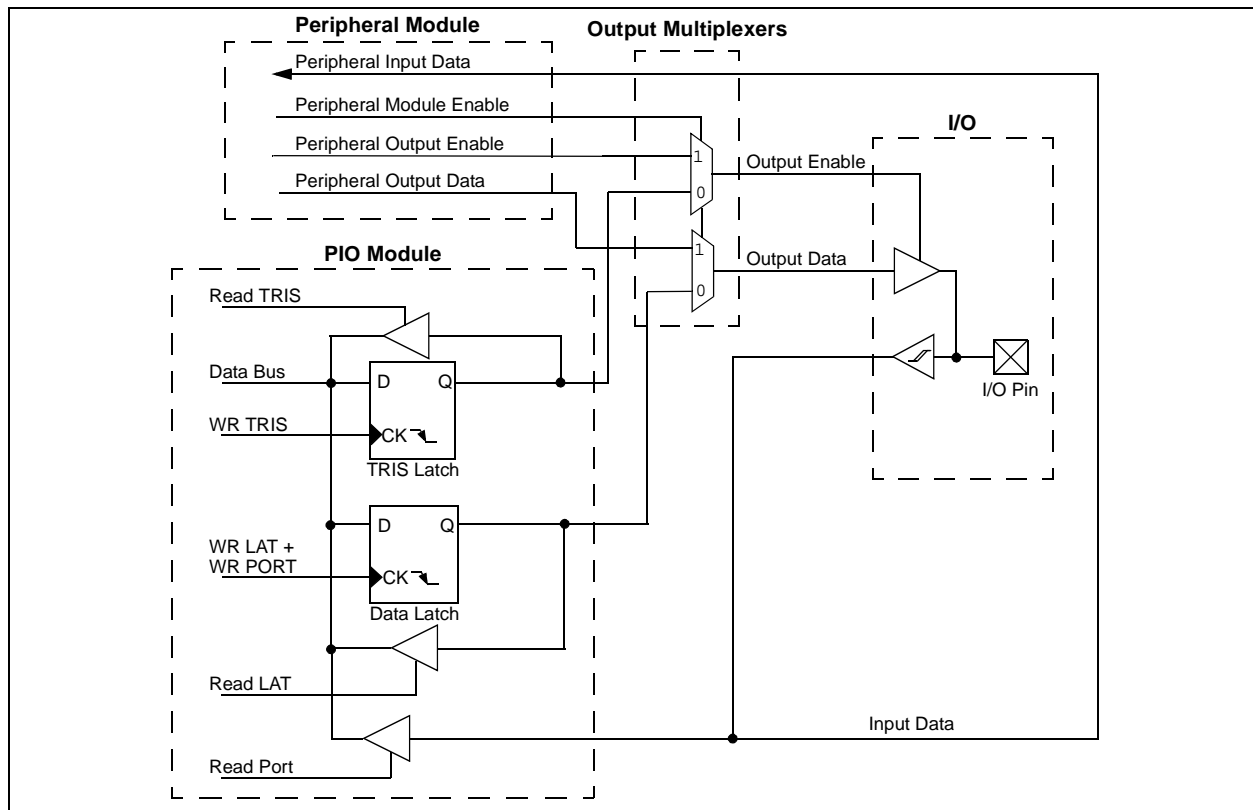 Peripheral Module
Output Multiplexers
Peripheral Input Data
Peripheral Module Enable
Peripheral Output Enable
Peripheral Output Data
I/O
1
0
Output Enable
1
0
Output Data
PIO Module
Read TRIS
Data Bus
D Q
WR TRIS
CK
TRIS Latch
I/O Pin
D Q
WR LAT +
WR PORT
CK
Data Latch
Read LAT
Input Data
Read Port